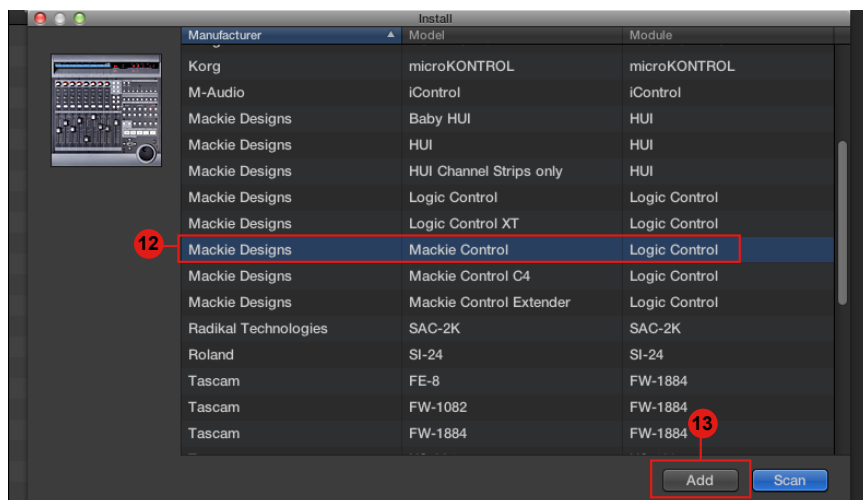 Install
Manufacturer Model Module
Korg microKONTROL microKONTROL
M-Audio iControl iControl
Mackie Designs Baby HUI HUI
Mackie Designs HUI HUI
Mackie Designs HUI Channel Strips only HUI
Mackie Designs Logic Control Logic Control
Mackie Designs Logic Control XT Logic Control
12 Mackie Designs Mackie Control Logic Control
Mackie Designs Mackie Control C4 Logic Control
Mackie Designs Mackie Control Extender Logic Control
Radikal Technologies SAC-2K SAC-2K
Roland SI-24 SI-24
Tascam FE-8 FW-1884
Tascam FW-1082 FW-1884
Tascam FW-1884 FW-1884
13
Add Scan